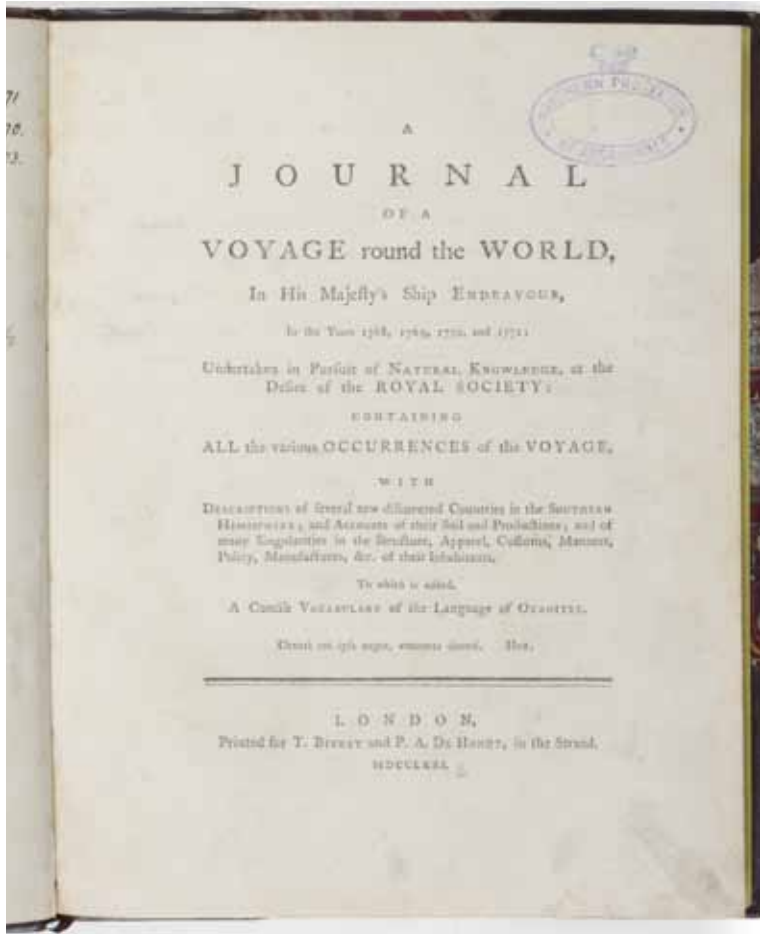 71
70.
73.
A
JOURNAL
OF A
VOYAGE round the WORLD,
In His Majeſty's Ship ENDEAVOUR,
In the Years 1768, 1769, 1770, and 1771;
Undertaken in Purſuit of NATURAL KNOWLEDGE, at the
Deſire of the ROYAL SOCIETY:
CONTAINING
ALL the various OCCURRENCES of the VOYAGE,
WITH
DESCRIPTIONS of ſeveral new diſcovered Countries in the SOUTHERN
HEMISPHERE; and Accounts of their Soil and Productions; and of
many Singularities in the Structure, Apparel, Cuſtoms, Manners,
Policy, Manufactures, &c. of their Inhabitants.
To which is added,
A Conciſe VOCABULARY of the Language of OTAHITEE.
HOR.
LONDON,
Printed for T. BECKET and P. A. DE HONDT, in the Strand.
MDCCLXXI.